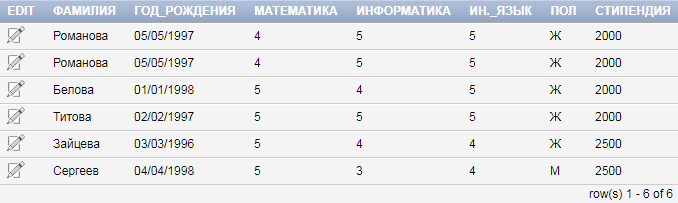 EDIT ФАМИЛИЯ ГОД_РОЖДЕНИЯ МАТЕМАТИКА ИНФОРМАТИКА ИН._ЯЗЫК ПОЛ СТИПЕНДИЯ
Романова 05/05/1997 4 5 5 Ж 2000
Романова 05/05/1997 4 5 5 Ж 2000
Белова 01/01/1998 5 4 5 Ж 2000
Титова 02/02/1997 5 5 5 Ж 2000
Зайцева 03/03/1996 5 4 4 Ж 2500
Сергеев 04/04/1998 5 3 4 М 2500
row(s) 1 - 6 of 6